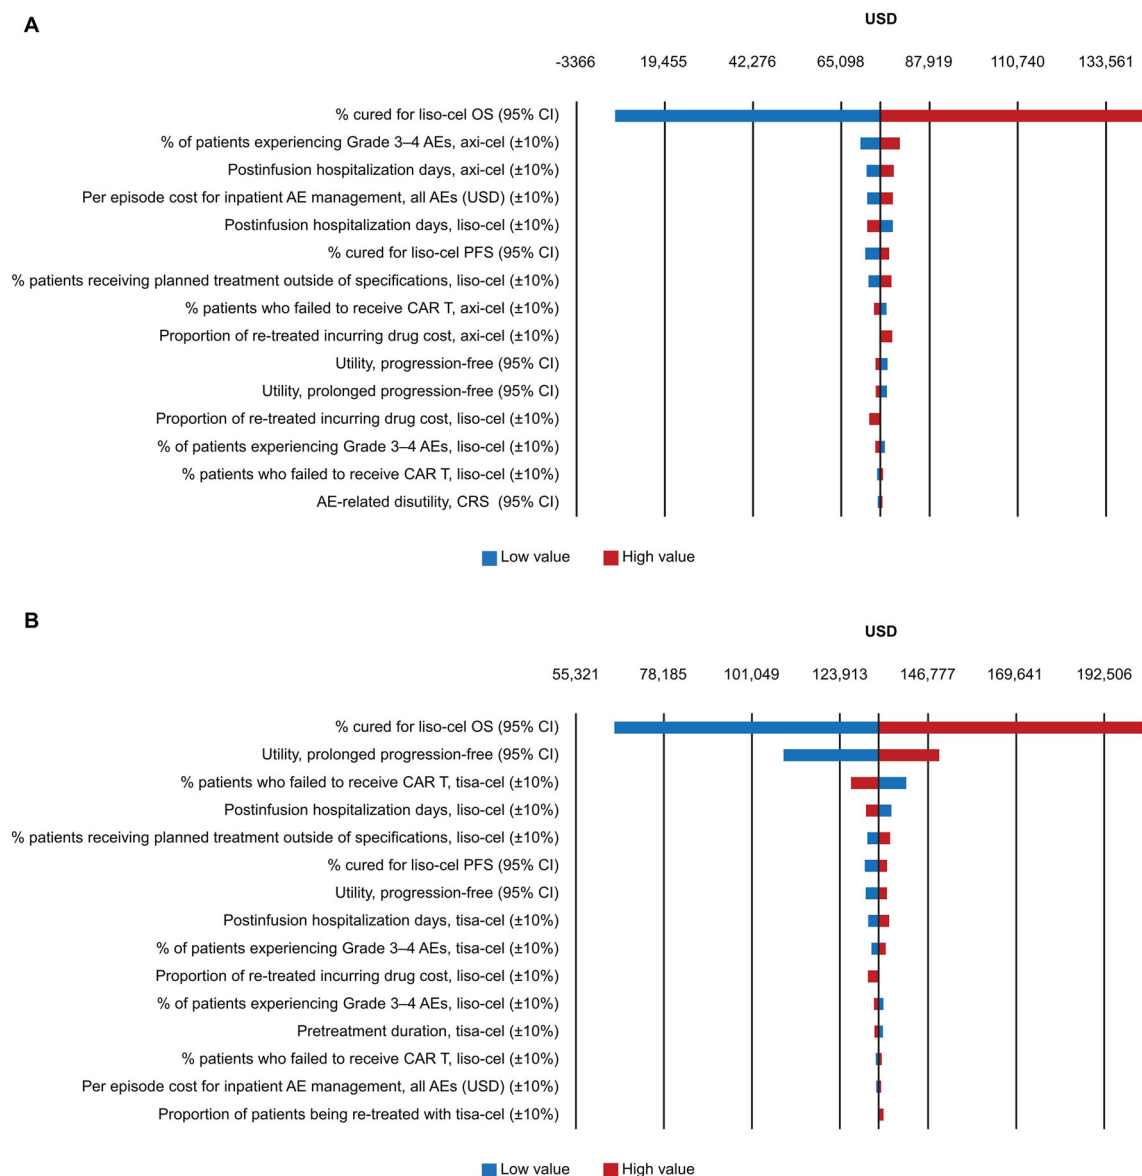 A
USD
-3366 19,455 42,276 65,098 87,919 110,740 133,561
% cured for liso-cel OS (95% CI)
% of patients experiencing Grade 3–4 AEs, axi-cel (±10%)
Postinfusion hospitalization days, axi-cel (±10%)
Per episode cost for inpatient AE management, all AEs (USD) (±10%)
Postinfusion hospitalization days, liso-cel (±10%)
% cured for liso-cel PFS (95% CI)
% patients receiving planned treatment outside of specifications, liso-cel (±10%)
% patients who failed to receive CAR T, axi-cel (±10%)
Proportion of re-treated incurring drug cost, axi-cel (±10%)
Utility, progression-free (95% CI)
Utility, prolonged progression-free (95% CI)
Proportion of re-treated incurring drug cost, liso-cel (±10%)
% of patients experiencing Grade 3–4 AEs, liso-cel (±10%)
% patients who failed to receive CAR T, liso-cel (±10%)
AE-related disutility, CRS (95% CI)
Low value High value
B
USD
55,321 78,185 101,049 123,913 146,777 169,641 192,506
% cured for liso-cel OS (95% CI)
Utility, prolonged progression-free (95% CI)
% patients who failed to receive CAR T, tisa-cel (±10%)
Postinfusion hospitalization days, liso-cel (±10%)
% patients receiving planned treatment outside of specifications, liso-cel (±10%)
% cured for liso-cel PFS (95% CI)
Utility, progression-free (95% CI)
Postinfusion hospitalization days, tisa-cel (±10%)
% of patients experiencing Grade 3–4 AEs, tisa-cel (±10%)
Proportion of re-treated incurring drug cost, liso-cel (±10%)
% of patients experiencing Grade 3–4 AEs, liso-cel (±10%)
Pretreatment duration, tisa-cel (±10%)
% patients who failed to receive CAR T, liso-cel (±10%)
Per episode cost for inpatient AE management, all AEs (USD) (±10%)
Proportion of patients being re-treated with tisa-cel (±10%)
Low value High value